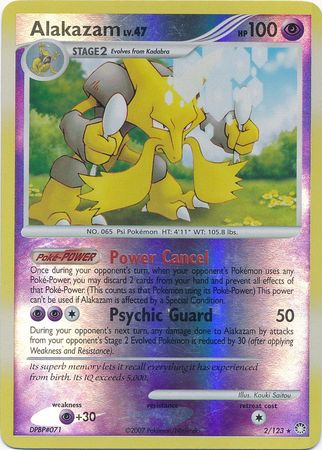 Alakazam LV.47
HP 100
STAGE2 Evolves from Kadabra
NO. 065 Psi Pokémon HT: 4'11" WT: 105.8 lbs.
Poké-POWER Power Cancel
Once during your opponent's turn, when your opponent's Pokémon uses any
Poké-Power, you may discard 2 cards from your hand and prevent all effects of
that Poké-Power. (This counts as that Pokémon using its Poké-Power.) This power can't
be used if Alakazam is affected by a Special Condition.
Psychic Guard 50
During your opponent's next turn, any damage done to Alakazam by attacks
from your opponent's Stage 2 Evolved Pokémon is reduced by 30 (after applying
Weakness and Resistance).
Its superb memory lets it recall everything it has experienced
from birth. Its IQ exceeds 5,000.
Illus. Kouki Saitou
weakness resistance retreat cost
+30
DPBP#071 ©2007 Pokémon/Nintendo 2/123